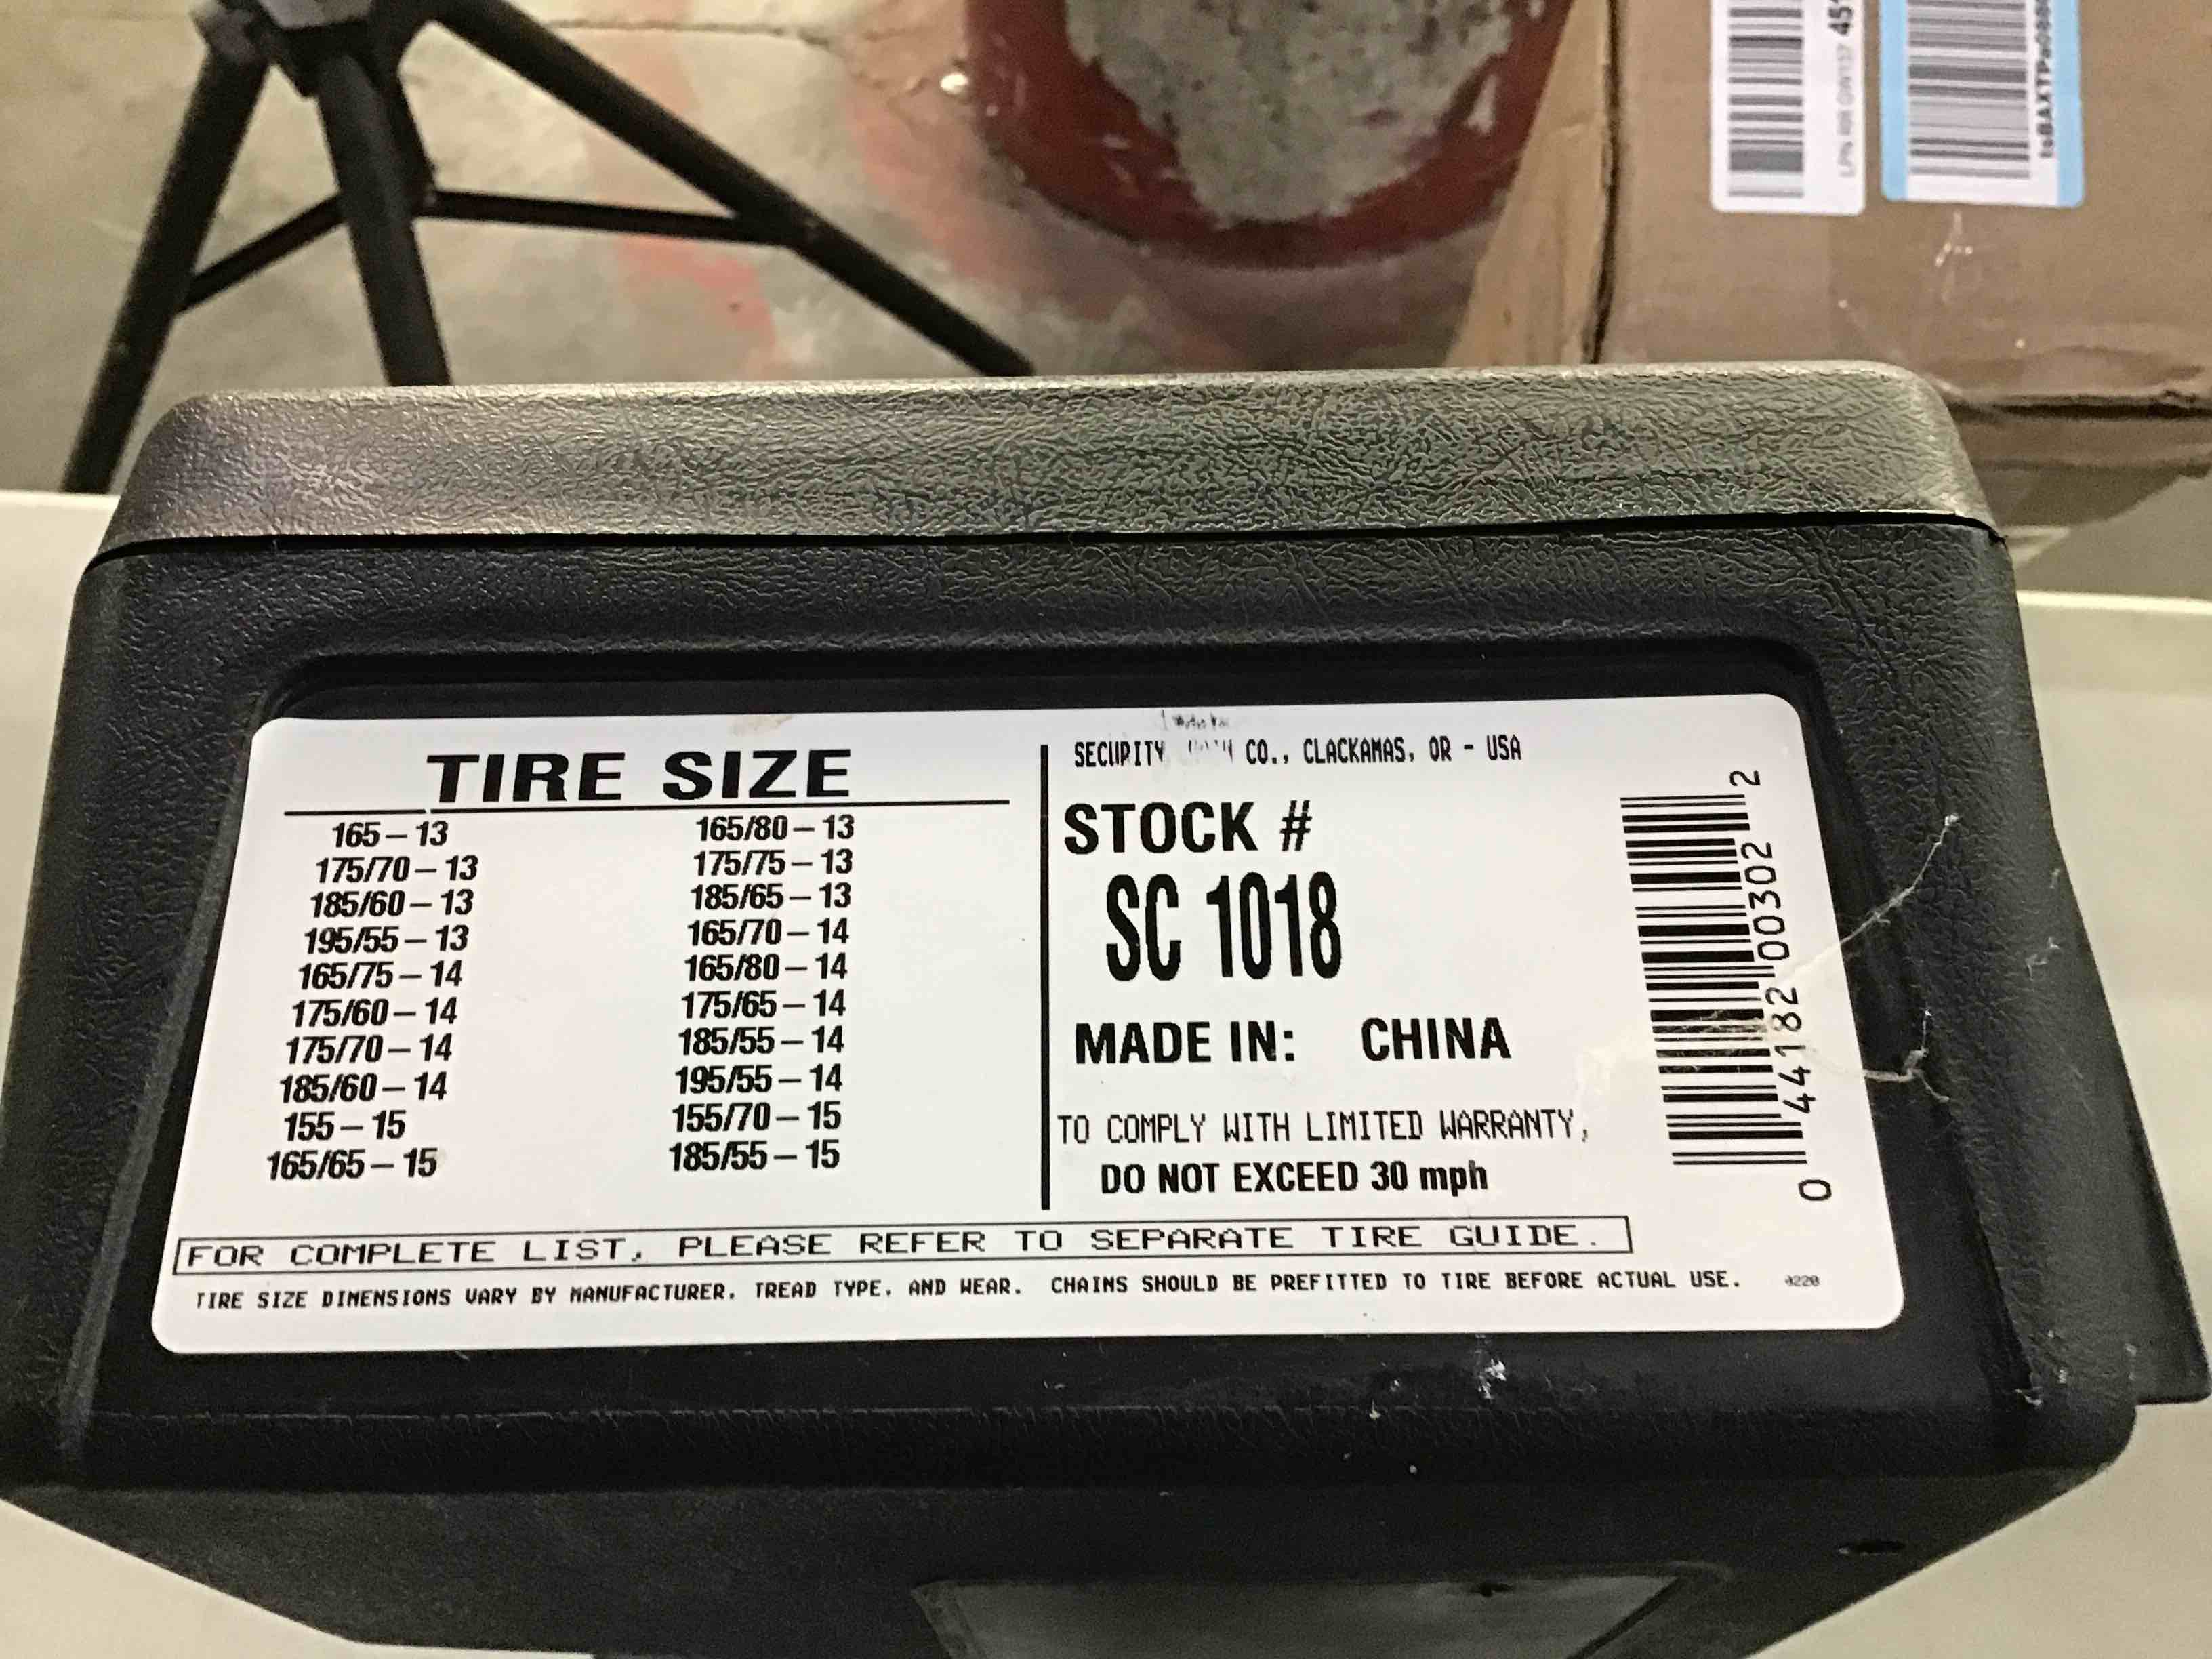 TIRE SIZE
165–13 165/80–13
175/70–13 175/75–13
185/60–13 185/65–13
195/55–13 165/70–14
165/75–14 165/80–14
175/60–14 175/65–14
175/70–14 185/55–14
185/60–14 195/55–14
155–15 155/70–15
165/65–15 185/55–15
SECURITY CO., CLACKAMAS, OR - USA
STOCK #
SC 1018
MADE IN: CHINA
TO COMPLY WITH LIMITED WARRANTY,
DO NOT EXCEED 30 mph
0 44182 00302 2
FOR COMPLETE LIST, PLEASE REFER TO SEPARATE TIRE GUIDE.
TIRE SIZE DIMENSIONS VARY BY MANUFACTURER, TREAD TYPE, AND WEAR. CHAINS SHOULD BE PREFITTED TO TIRE BEFORE ACTUAL USE.